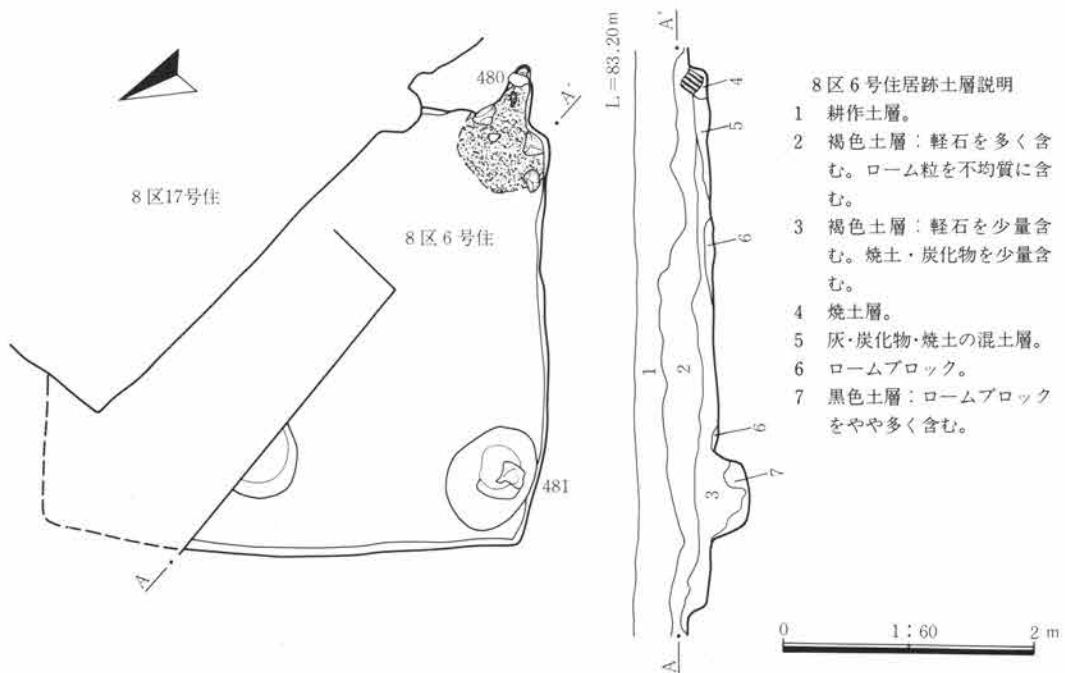 480
A'
8区17号住
8区6号住
481
A
A'
L=83.20m
4
5
6
1
2
6
3
7
A
8区6号住居跡土層説明
1 耕作土層。
2 褐色土層：軽石を多く含
む。ローム粒を不均質に含
む。
3 褐色土層：軽石を少量含
む。焼土・炭化物を少量含
む。
4 焼土層。
5 灰・炭化物・焼土の混土層。
6 ロームブロック。
7 黒色土層：ロームブロック
をやや多く含む。
0 1：60 2 m